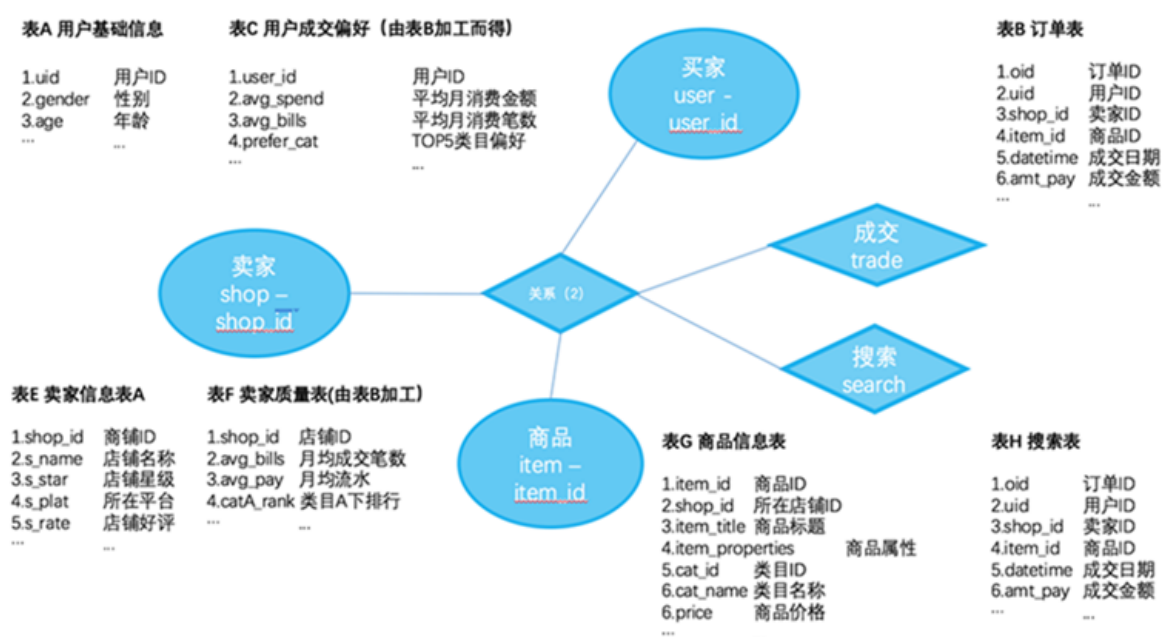 表A 用户基础信息
1.uid 用户ID
2.gender 性别
3.age 年龄
... ...
表C 用户成交偏好（由表B加工而得）
1.user_id 用户ID
2.avg_spend 平均月消费金额
3.avg_bills 平均月消费笔数
4.prefer_cat TOP5类目偏好
... ...
买家
user -
user_id
表B 订单表
1.oid 订单ID
2.uid 用户ID
3.shop_id 卖家ID
4.item_id 商品ID
5.datetime 成交日期
6.amt_pay 成交金额
... ...
卖家
shop –
shop_id
关系（2）
成交
trade
搜索
search
表E 卖家信息表A
1.shop_id 商铺ID
2.s_name 店铺名称
3.s_star 店铺星级
4.s_plat 所在平台
5.s_rate 店铺好评
... ...
表F 卖家质量表(由表B加工）
1.shop_id 店铺ID
2.avg_bills 月均成交笔数
3.avg_pay 月均流水
4.catA_rank 类目A下排行
... ...
商品
item –
item_id
表G 商品信息表
1.item_id 商品ID
2.shop_id 所在店铺ID
3.item_title 商品标题
4.item_properties 商品属性
5.cat_id 类目ID
6.cat_name 类目名称
6.price 商品价格
...
表H 搜索表
1.oid 订单ID
2.uid 用户ID
3.shop_id 卖家ID
4.item_id 商品ID
5.datetime 成交日期
6.amt_pay 成交金额
... ...